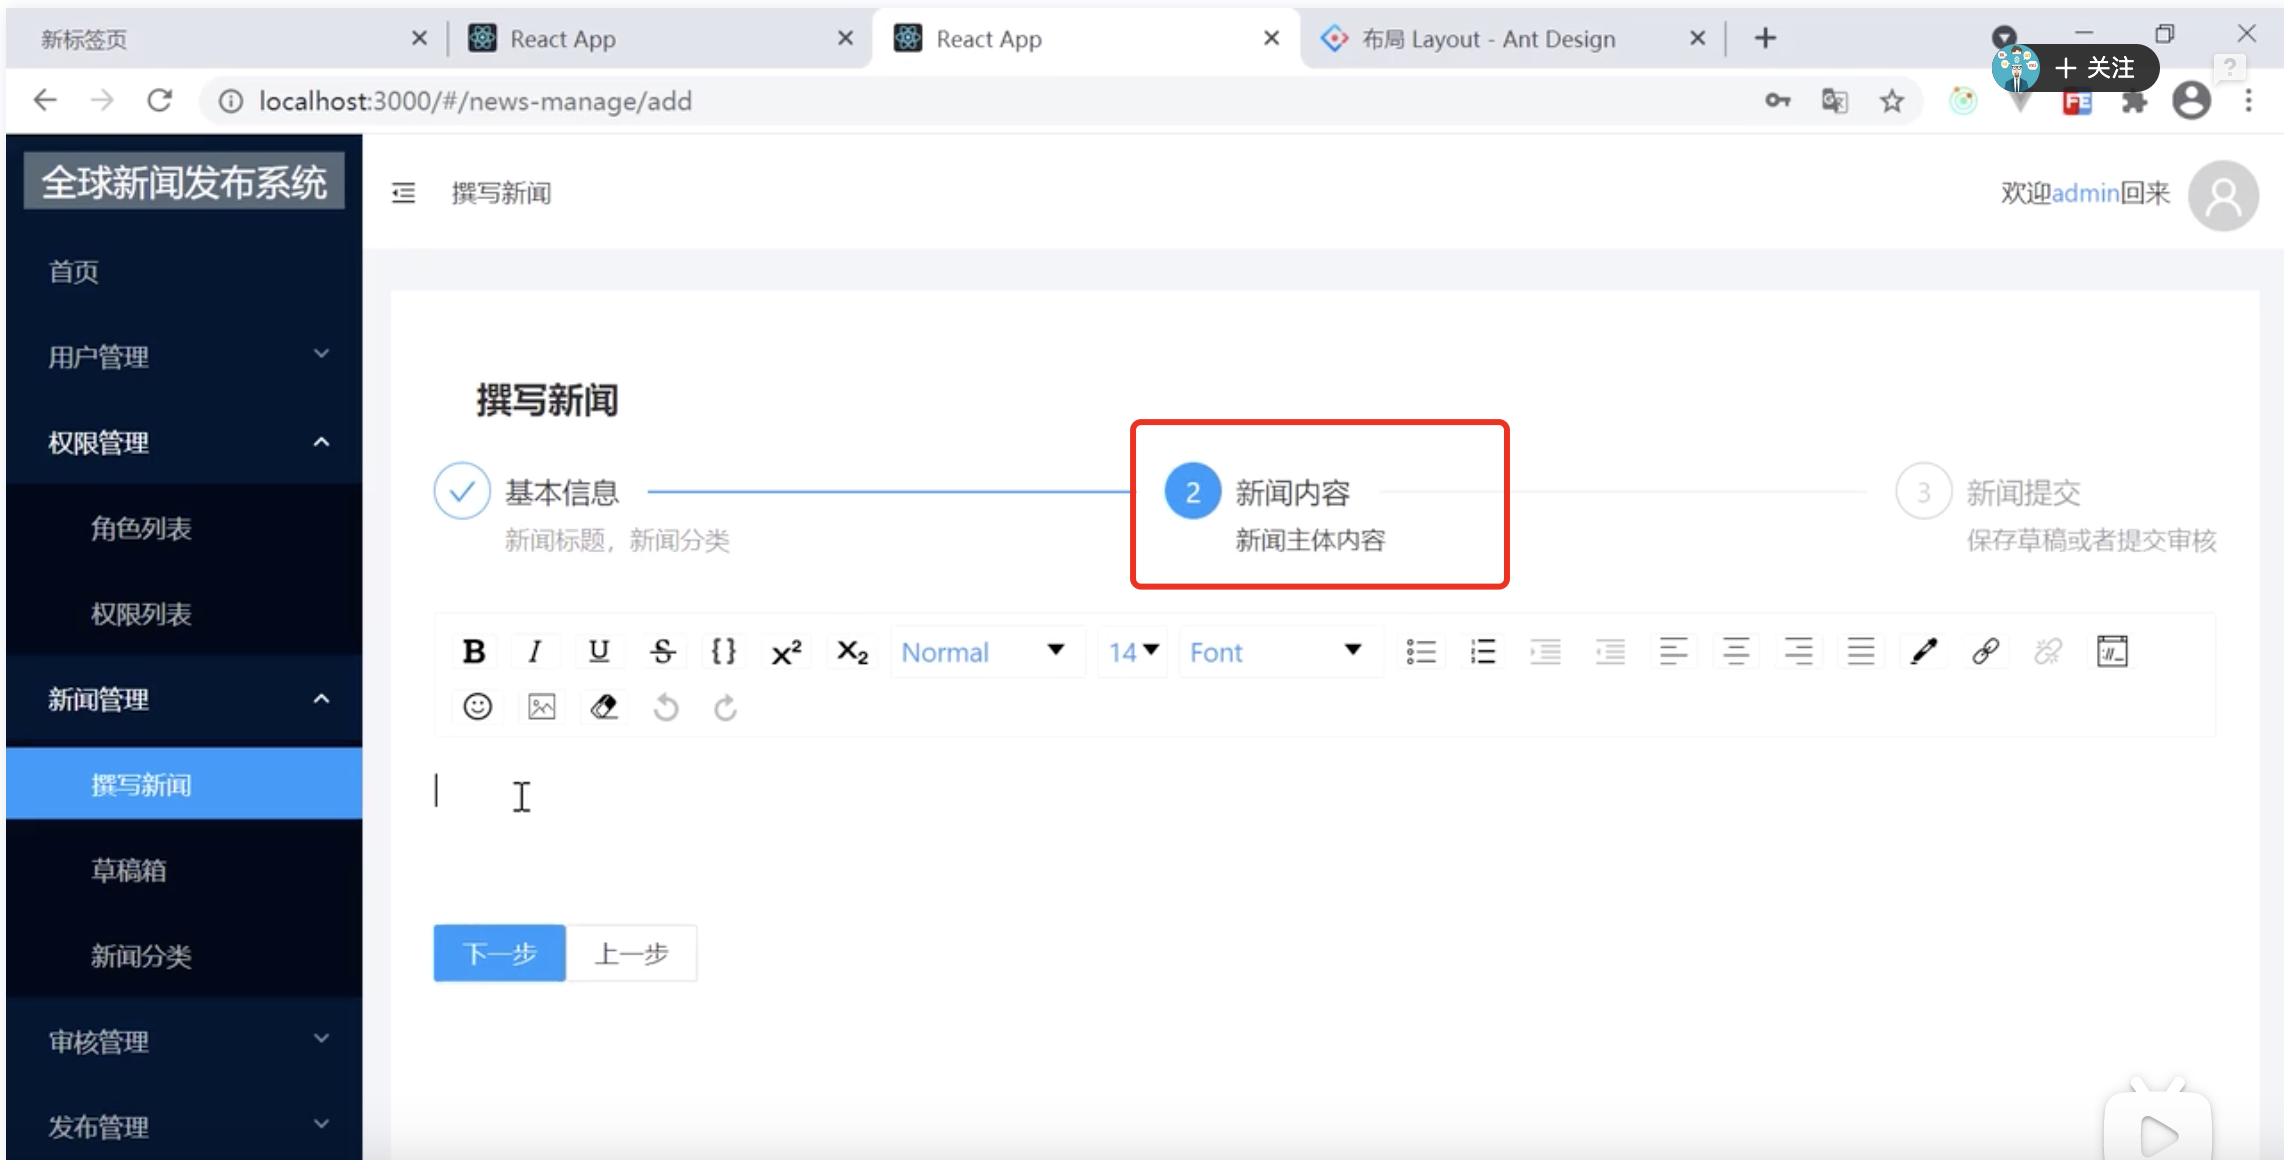 新标签页
React App
React App
布局 Layout - Ant Design
+ 关注
localhost:3000/#/news-manage/add
全球新闻发布系统
撰写新闻
欢迎admin回来
首页
用户管理
权限管理
角色列表
权限列表
新闻管理
撰写新闻
草稿箱
新闻分类
审核管理
发布管理
撰写新闻
基本信息
新闻标题，新闻分类
2 新闻内容
新闻主体内容
3 新闻提交
保存草稿或者提交审核
B I U S {} x² x₂ Normal 14 Font
下一步 上一步